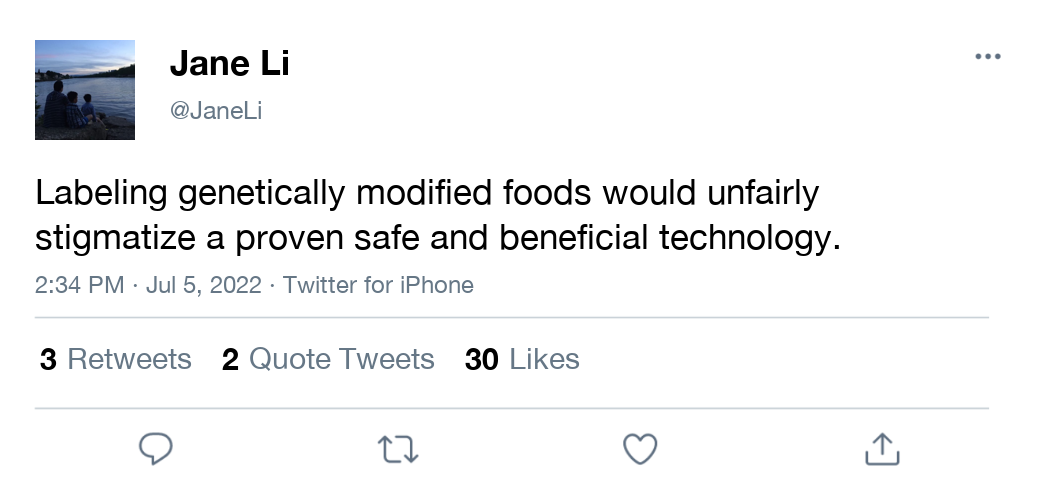 Jane Li
@JaneLi
Labeling genetically modified foods would unfairly
stigmatize a proven safe and beneficial technology.
2:34 PM · Jul 5, 2022 · Twitter for iPhone
3 Retweets 2 Quote Tweets 30 Likes